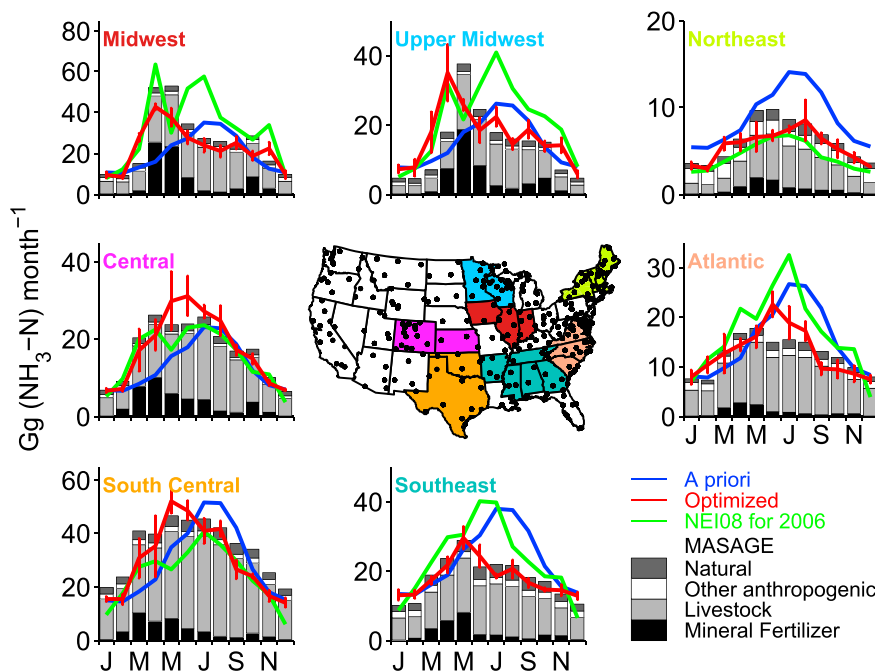 Midwest
80
60
40
20
0
Upper Midwest
40
20
0
Northeast
20
10
0
Gg (NH3−N) month−1
Central
40
20
0
Atlantic
30
20
10
0
J M M J S N
South Central
60
40
20
0
J M M J S N
Southeast
40
20
0
J M M J S N
A priori
Optimized
NEI08 for 2006
MASAGE
Natural
Other anthropogenic
Livestock
Mineral Fertilizer